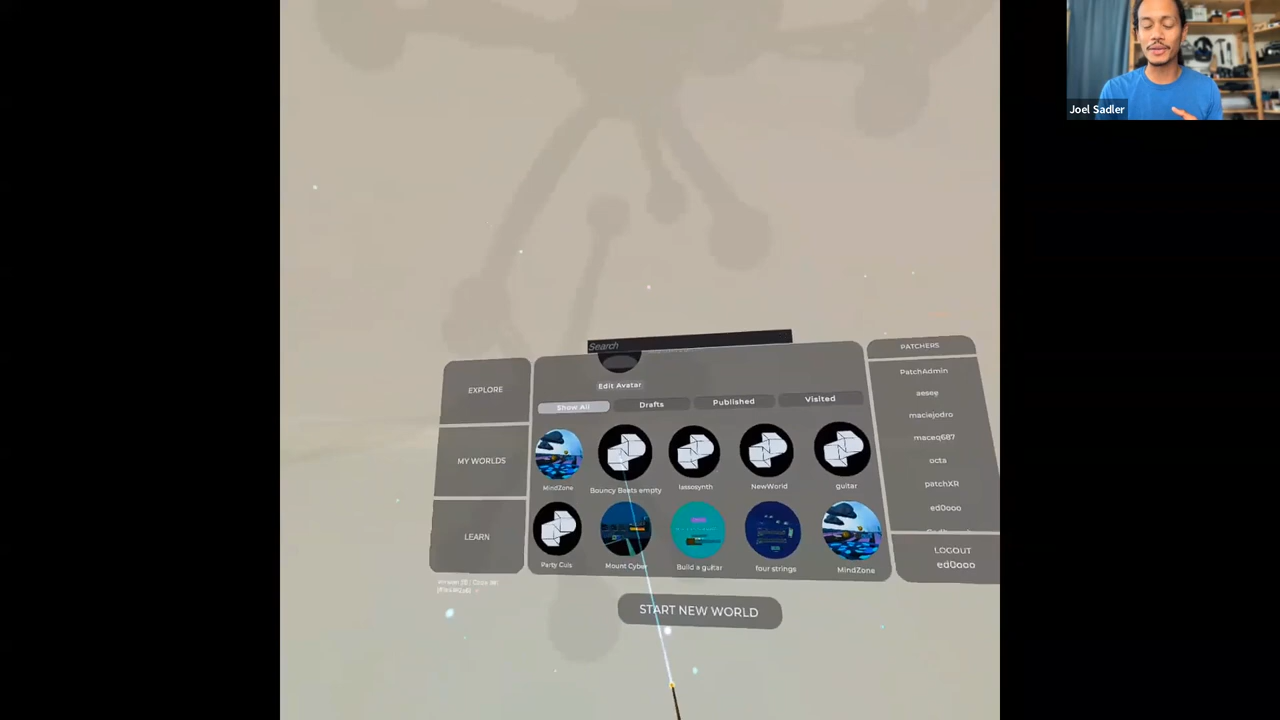 Joel Sadler
Search
PATCHERS
EXPLORE
Edit Avatar
PatchAdmin
Show All
Drafts
Published
Visited
maciejodro
maceq687
MY WORLDS
octa
MindZone
Bouncy Beats empty
lassosynth
NewWorld
guitar
patchXR
ed0ooo
LEARN
LOGOUT
ed0ooo
Party Culs
Mount Cyber
Build a guitar
four strings
MindZone
START NEW WORLD